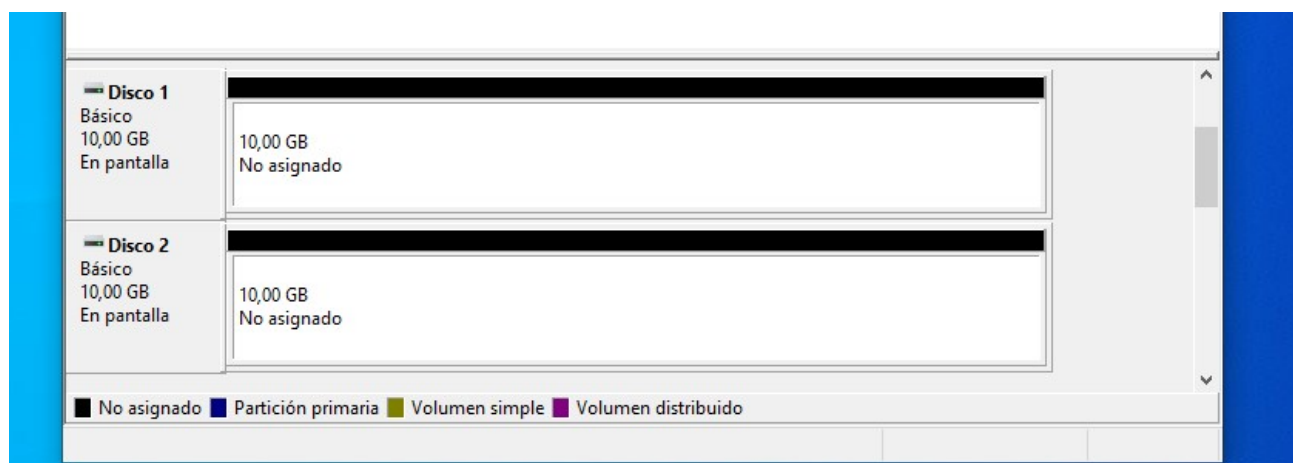 Disco 1
Básico
10,00 GB
En pantalla
10,00 GB
No asignado
Disco 2
Básico
10,00 GB
En pantalla
10,00 GB
No asignado
No asignado Partición primaria Volumen simple Volumen distribuido